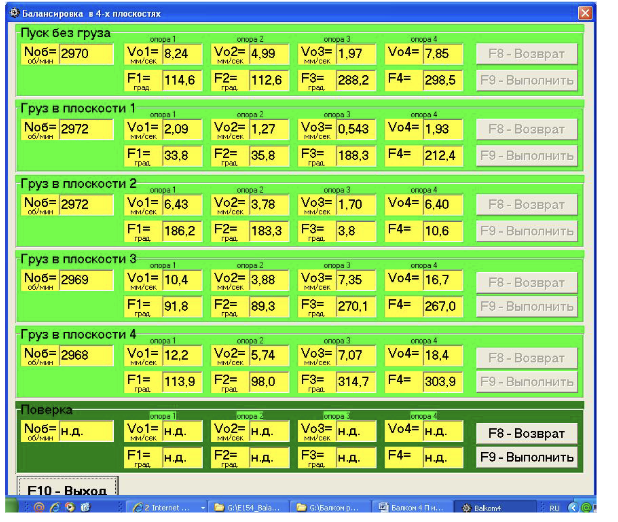 Балансировка в 4-х плоскостях
Пуск без груза
опора 1 опора 2 опора 3 опора 4
Nоб= 2970 Vo1= 8,24 Vo2= 4,99 Vo3= 1,97 Vo4= 7,85 F8 - Возврат
об/мин мм/сек мм/сек мм/сек
F1= 114,6 F2= 112,6 F3= 288,2 F4= 298,5 F9 - Выполнить
град. град. град.
Груз в плоскости 1
опора 1 опора 2 опора 3 опора 4
Nоб= 2972 Vo1= 2,09 Vo2= 1,27 Vo3= 0,543 Vo4= 1,93 F8 - Возврат
об/мин мм/сек мм/сек мм/сек
F1= 33,8 F2= 35,8 F3= 188,3 F4= 212,4 F9 - Выполнить
град. град. град.
Груз в плоскости 2
опора 1 опора 2 опора 3 опора 4
Nоб= 2972 Vo1= 6,43 Vo2= 3,78 Vo3= 1,70 Vo4= 6,40 F8 - Возврат
об/мин мм/сек мм/сек мм/сек
F1= 186,2 F2= 183,3 F3= 3,8 F4= 10,6 F9 - Выполнить
град. град. град.
Груз в плоскости 3
опора 1 опора 2 опора 3 опора 4
Nоб= 2969 Vo1= 10,4 Vo2= 3,88 Vo3= 7,35 Vo4= 16,7 F8 - Возврат
об/мин мм/сек мм/сек мм/сек
F1= 91,8 F2= 89,3 F3= 270,1 F4= 267,0 F9 - Выполнить
град. град. град.
Груз в плоскости 4
опора 1 опора 2 опора 3 опора 4
Nоб= 2968 Vo1= 12,2 Vo2= 5,74 Vo3= 7,07 Vo4= 18,4 F8 - Возврат
об/мин мм/сек мм/сек мм/сек
F1= 113,9 F2= 98,0 F3= 314,7 F4= 303,9 F9 - Выполнить
град. град. град.
Поверка
опора 1 опора 2 опора 3 опора 4
Nоб= н.д. Vo1= н.д. Vo2= н.д. Vo3= н.д. Vo4= н.д. F8 - Возврат
об/мин мм/сек мм/сек мм/сек
F1= н.д. F2= н.д. F3= н.д. F4= н.д. F9 - Выполнить
град. град. град.
F10 - Выход
2 Internet ... G:\E154_Bala... G:\Балком р... Балком 4 П и... Balkom4 RU